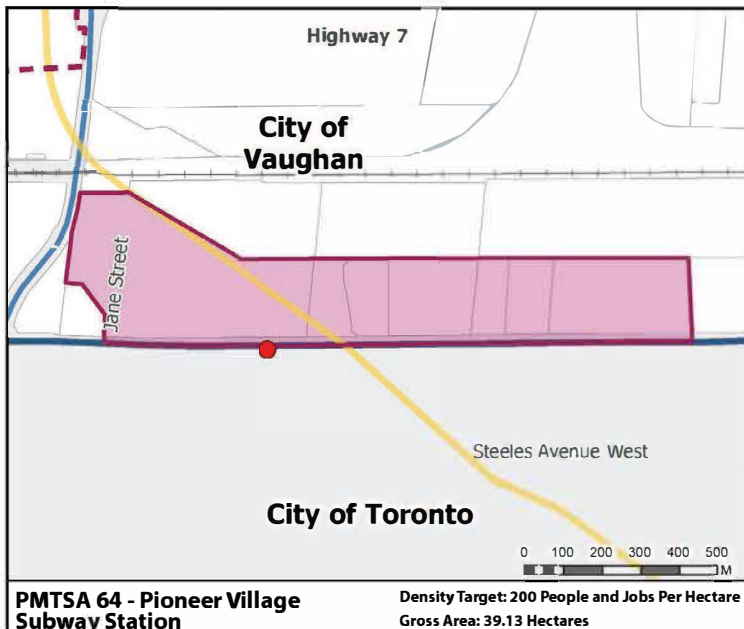 Highway 7
City of
Vaughan
Jane Street
Steeles Avenue West
City of Toronto
0 100 200 300 400 500
M
PMTSA 64 - Pioneer Village
Subway Station
Density Target: 200 People and Jobs Per Hectare
Gross Area: 39.13 Hectares